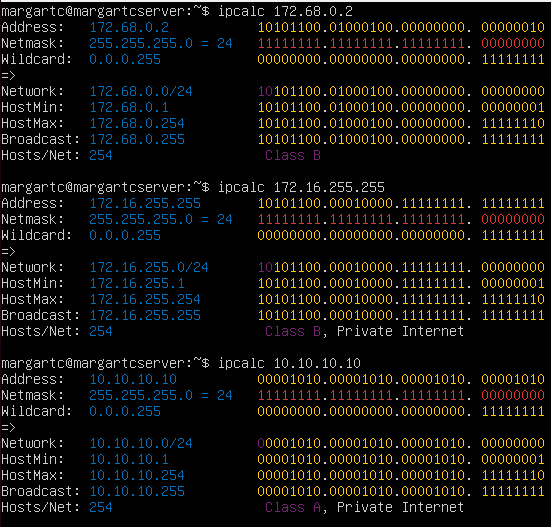 margartc@margartcserver:~$ ipcalc 172.68.0.2
Address:   172.68.0.2            10101100.01000100.00000000. 00000010
Netmask:   255.255.255.0 = 24    11111111.11111111.11111111. 00000000
Wildcard:  0.0.0.255             00000000.00000000.00000000. 11111111
=>
Network:   172.68.0.0/24         10101100.01000100.00000000. 00000000
HostMin:   172.68.0.1            10101100.01000100.00000000. 00000001
HostMax:   172.68.0.254          10101100.01000100.00000000. 11111110
Broadcast: 172.68.0.255          10101100.01000100.00000000. 11111111
Hosts/Net: 254                    Class B
margartc@margartcserver:~$ ipcalc 172.16.255.255
Address:   172.16.255.255        10101100.00010000.11111111. 11111111
Netmask:   255.255.255.0 = 24    11111111.11111111.11111111. 00000000
Wildcard:  0.0.0.255             00000000.00000000.00000000. 11111111
=>
Network:   172.16.255.0/24       10101100.00010000.11111111. 00000000
HostMin:   172.16.255.1          10101100.00010000.11111111. 00000001
HostMax:   172.16.255.254        10101100.00010000.11111111. 11111110
Broadcast: 172.16.255.255        10101100.00010000.11111111. 11111111
Hosts/Net: 254                    Class B, Private Internet
margartc@margartcserver:~$ ipcalc 10.10.10.10
Address:   10.10.10.10           00001010.00001010.00001010. 00001010
Netmask:   255.255.255.0 = 24    11111111.11111111.11111111. 00000000
Wildcard:  0.0.0.255             00000000.00000000.00000000. 11111111
=>
Network:   10.10.10.0/24         00001010.00001010.00001010. 00000000
HostMin:   10.10.10.1            00001010.00001010.00001010. 00000001
HostMax:   10.10.10.254          00001010.00001010.00001010. 11111110
Broadcast: 10.10.10.255          00001010.00001010.00001010. 11111111
Hosts/Net: 254                    Class A, Private Internet